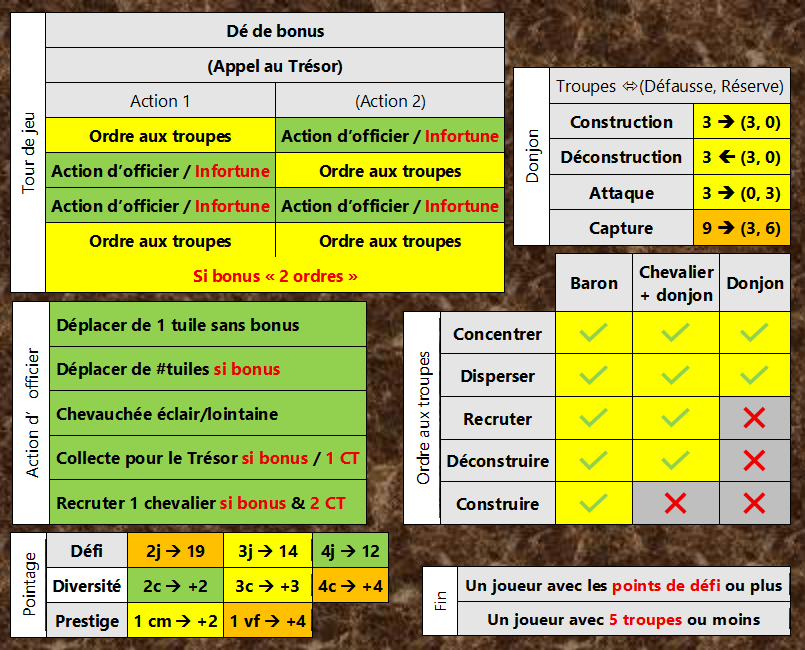 Tour de jeu
Dé de bonus
(Appel au Trésor)
Action 1 (Action 2)
Ordre aux troupes Action d'officier / Infortune
Action d'officier / Infortune Ordre aux troupes
Action d'officier / Infortune Action d'officier / Infortune
Ordre aux troupes Ordre aux troupes
Si bonus « 2 ordres »
Donjon
Troupes ⬄(Défausse, Réserve)
Construction 3 → (3, 0)
Déconstruction 3 ← (3, 0)
Attaque 3 → (0, 3)
Capture 9 → (3, 6)
Action d' officier
Déplacer de 1 tuile sans bonus
Déplacer de #tuiles si bonus
Chevauchée éclair/lointaine
Collecte pour le Trésor si bonus / 1 CT
Recruter 1 chevalier si bonus & 2 CT
Ordre aux troupes
Baron Chevalier Donjon
+ donjon
Concentrer ✓ ✓ ✓
Disperser ✓ ✓ ✓
Recruter ✓ ✓ ✗
Déconstruire ✓ ✓ ✗
Construire ✓ ✗ ✗
Pointage
Défi 2j → 19 3j → 14 4j → 12
Diversité 2c → +2 3c → +3 4c → +4
Prestige 1 cm → +2 1 vf → +4
Fin
Un joueur avec les points de défi ou plus
Un joueur avec 5 troupes ou moins